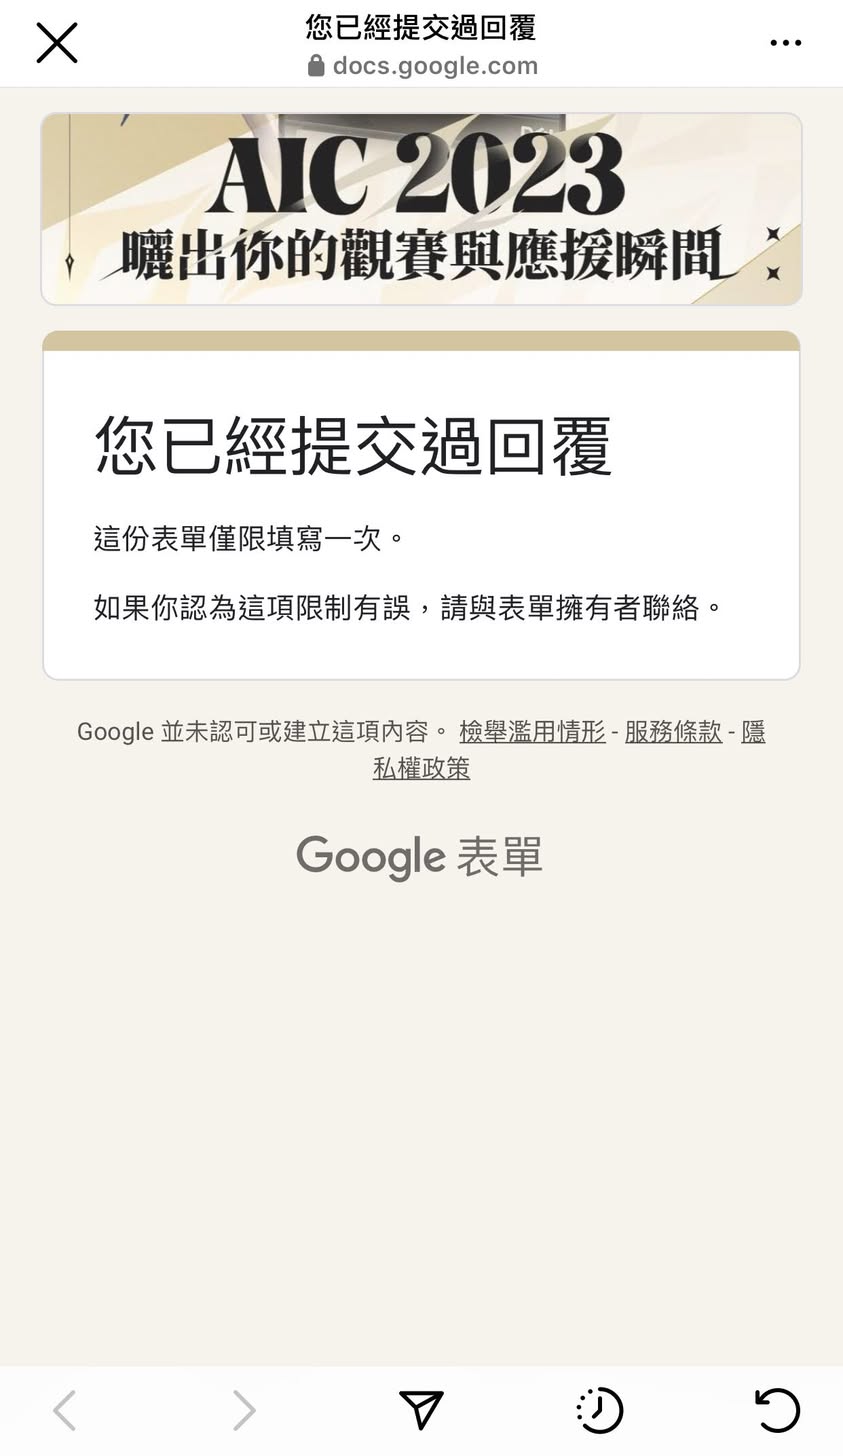 您已經提交過回覆
docs.google.com
AIC 2023
曬出你的觀賽與應援瞬間
您已經提交過回覆
這份表單僅限填寫一次。
如果你認為這項限制有誤，請與表單擁有者聯絡。
Google 並未認可或建立這項內容。 檢舉濫用情形 - 服務條款 - 隱
私權政策
Google 表單